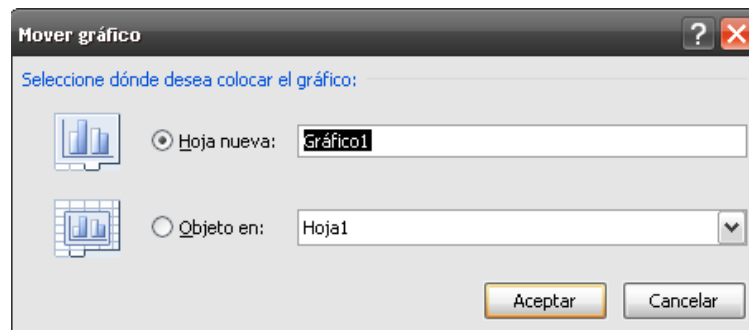 Mover gráfico
?
Seleccione dónde desea colocar el gráfico:
Hoja nueva: Gráfico1
Objeto en: Hoja1
Aceptar Cancelar